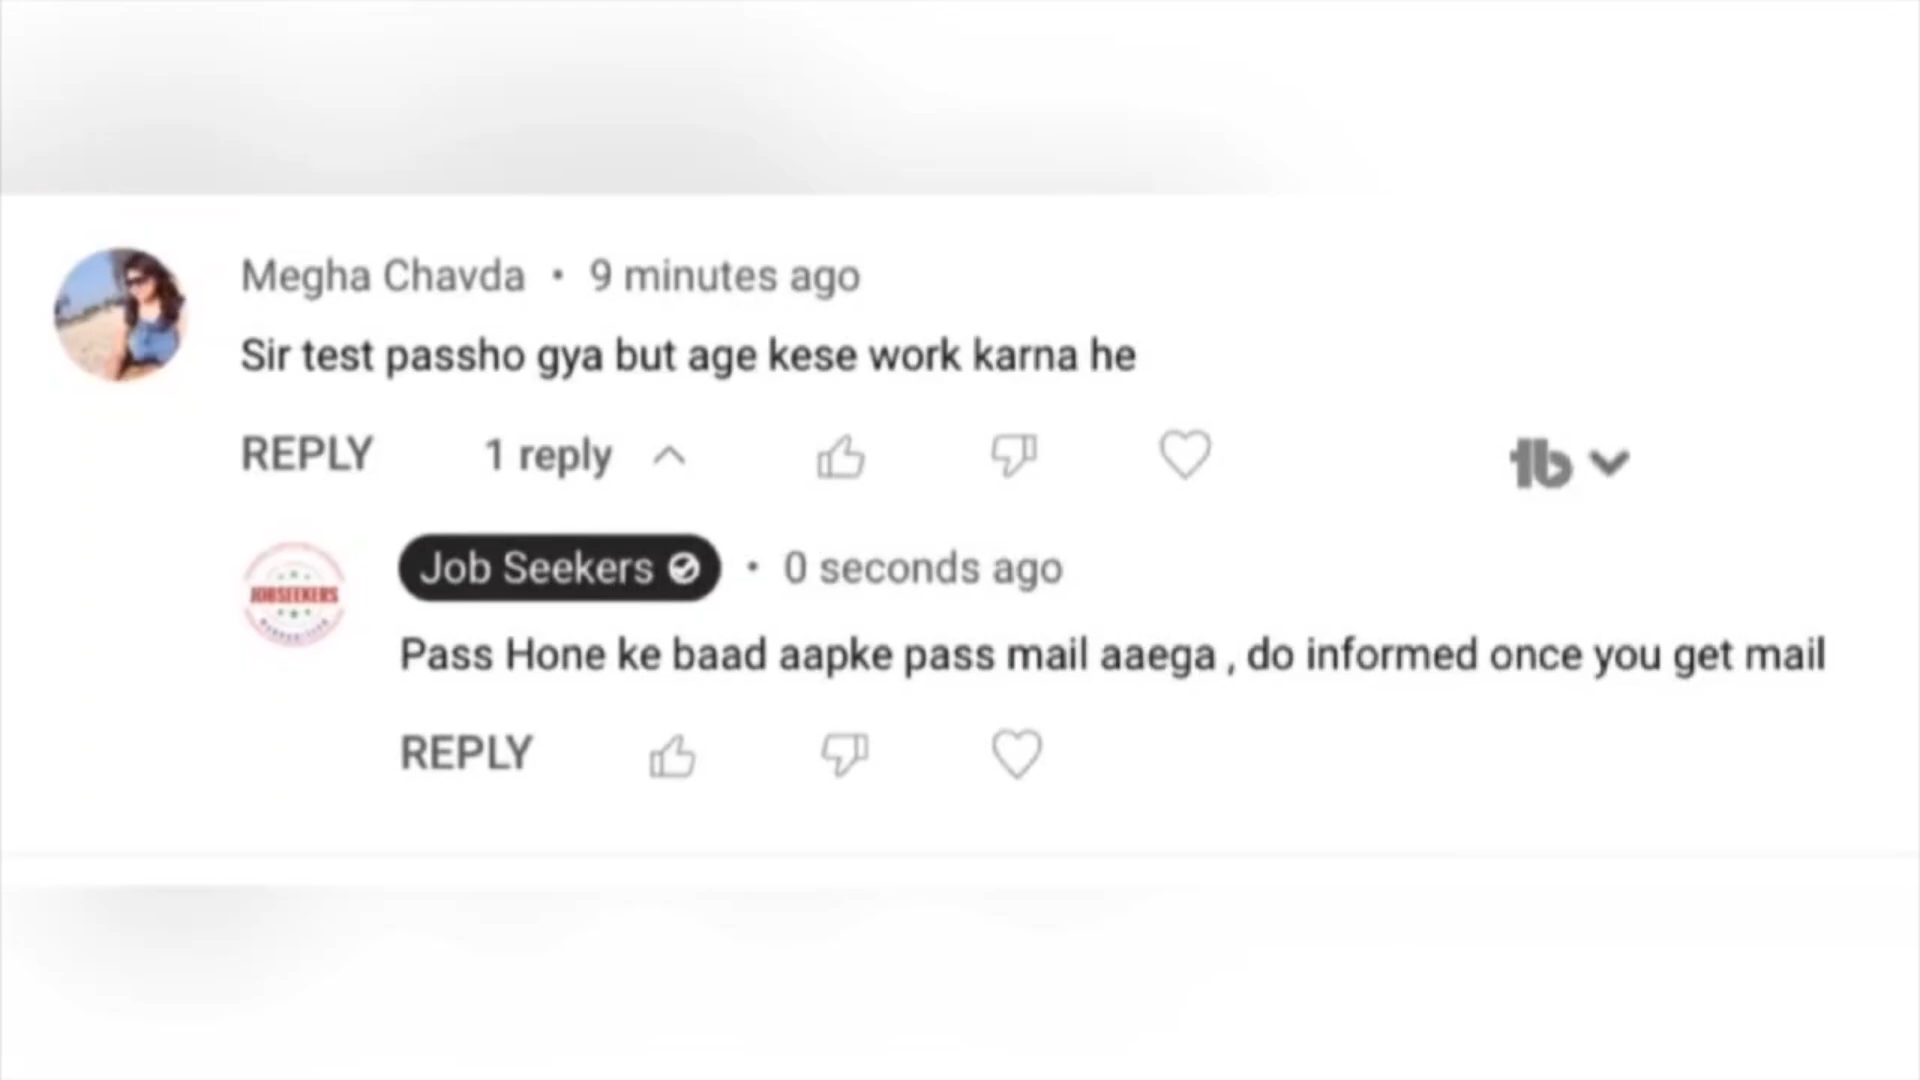 Megha Chavda • 9 minutes ago
Sir test passho gya but age kese work karna he
REPLY 1 reply
tb
Job Seekers • 0 seconds ago
JOBSEEKERS
Pass Hone ke baad aapke pass mail aaega , do informed once you get mail
REPLY